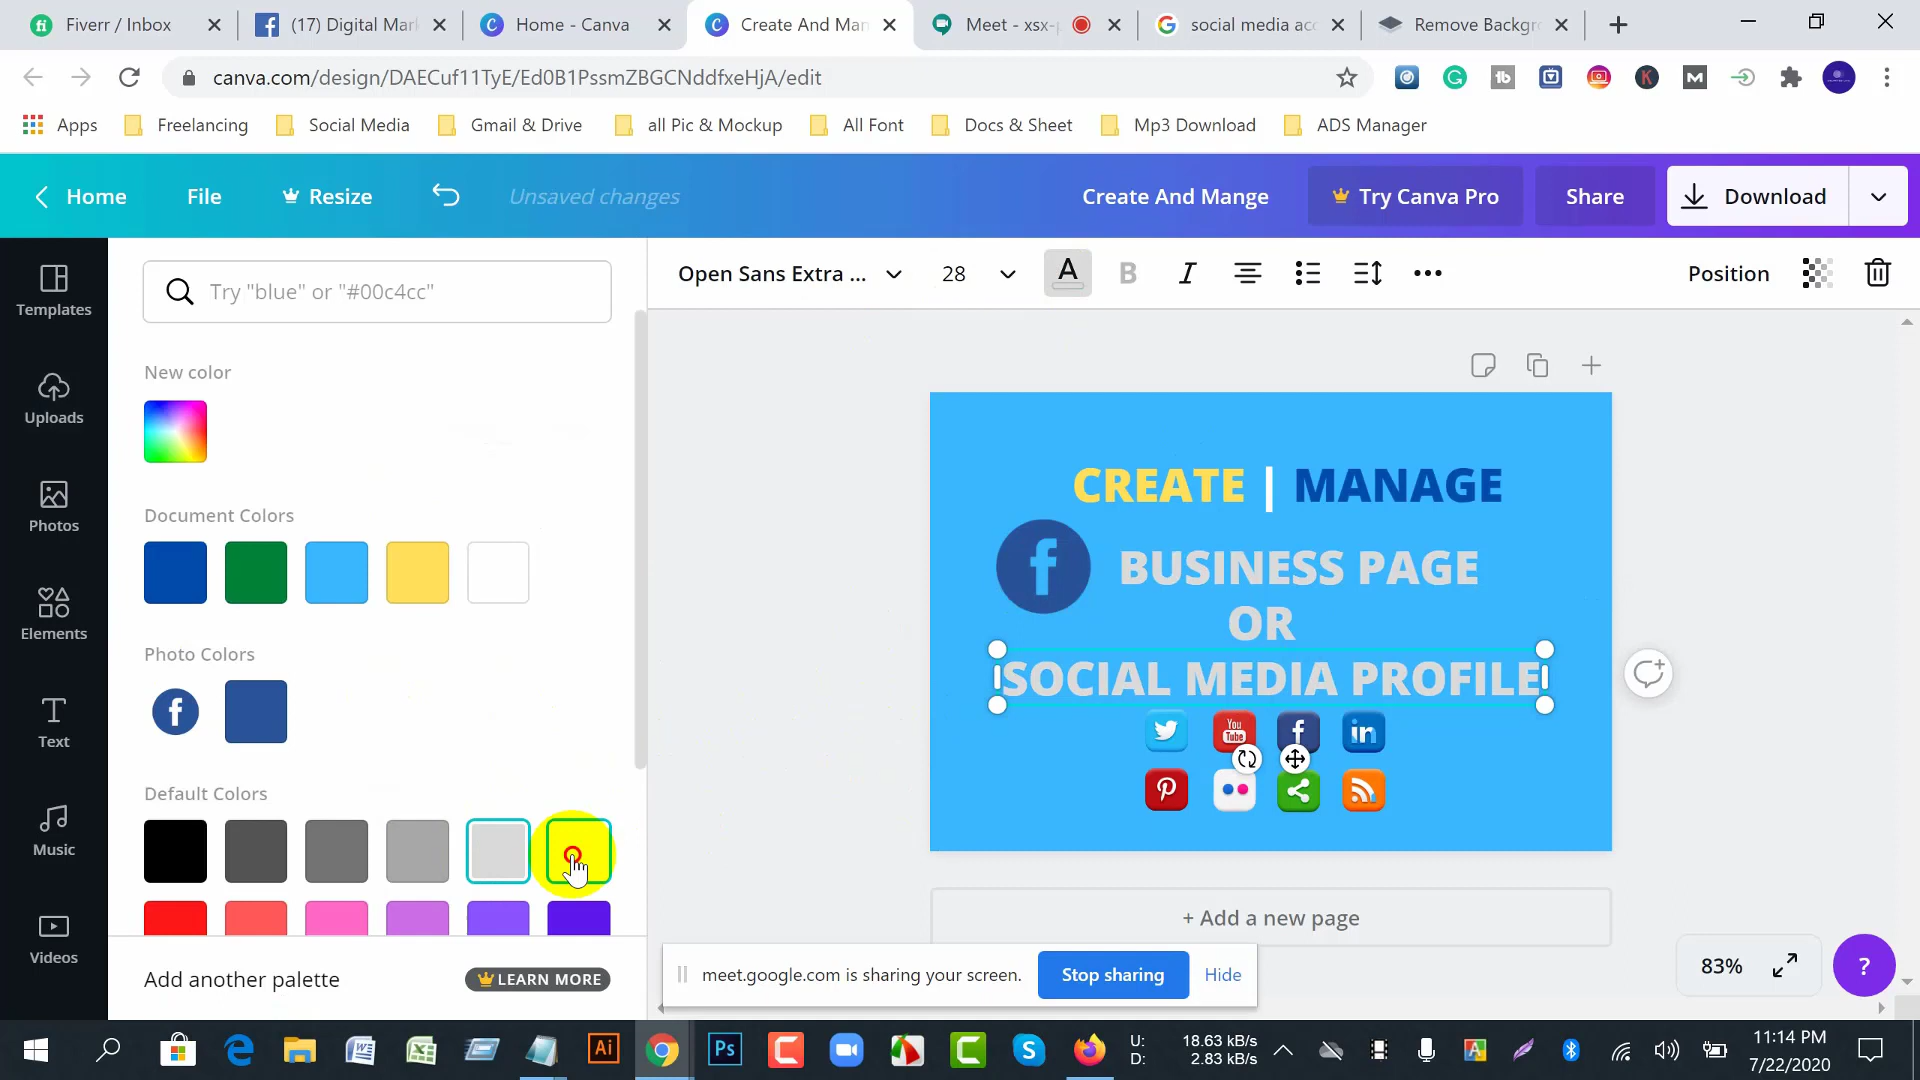 Fiverr / Inbox
(17) Digital Mark
Home - Canva
Create And Man
Meet - xsx-
social media acc
Remove Backgr
canva.com/design/DAECuf11TyE/Ed0B1PssmZBGCNddfxeHjA/edit
Apps
Freelancing
Social Media
Gmail & Drive
all Pic & Mockup
All Font
Docs & Sheet
Mp3 Download
ADS Manager
Home
File
Resize
Unsaved changes
Create And Mange
Try Canva Pro
Share
Download
Templates
Uploads
Photos
Elements
Text
Music
Videos
Try "blue" or "#00c4cc"
New color
Document Colors
Photo Colors
Default Colors
Add another palette
LEARN MORE
Open Sans Extra ...
28
A
B
I
Position
CREATE | MANAGE
BUSINESS PAGE
OR
SOCIAL MEDIA PROFILE
You
Tube
in
+ Add a new page
meet.google.com is sharing your screen.
Stop sharing
Hide
83%
?
U:
D:
18.63 kB/s
2.83 kB/s
11:14 PM
7/22/2020